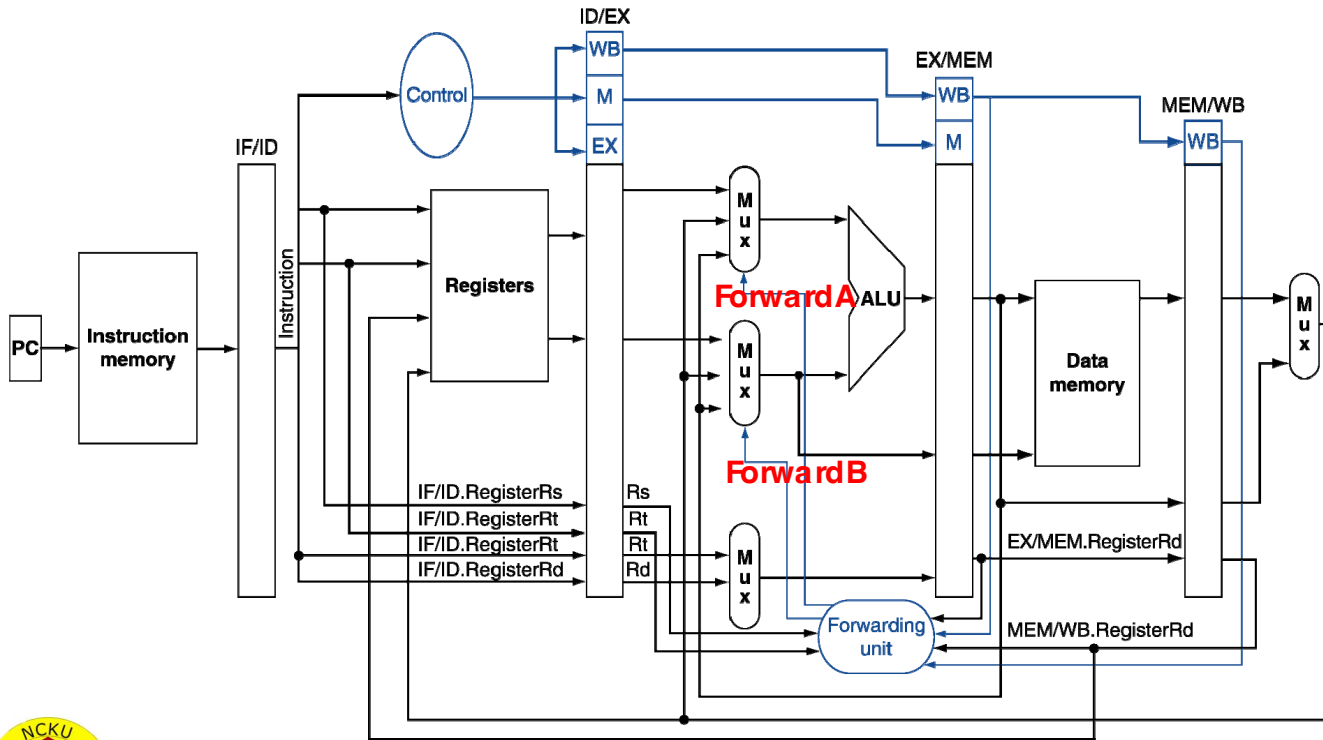 ID/EX
WB
EX/MEM
Control
M
WB
MEM/WB
IF/ID
EX
M
WB
M
u
x
Instruction
Registers
ForwardA
ALU
M
u
x
PC
Instruction
memory
M
u
x
Data
memory
ForwardB
IF/ID.RegisterRs
Rs
IF/ID.RegisterRt
Rt
IF/ID.RegisterRt
Rt
M
u
x
EX/MEM.RegisterRd
IF/ID.RegisterRd
Rd
Forwarding
unit
MEM/WB.RegisterRd
NCKU